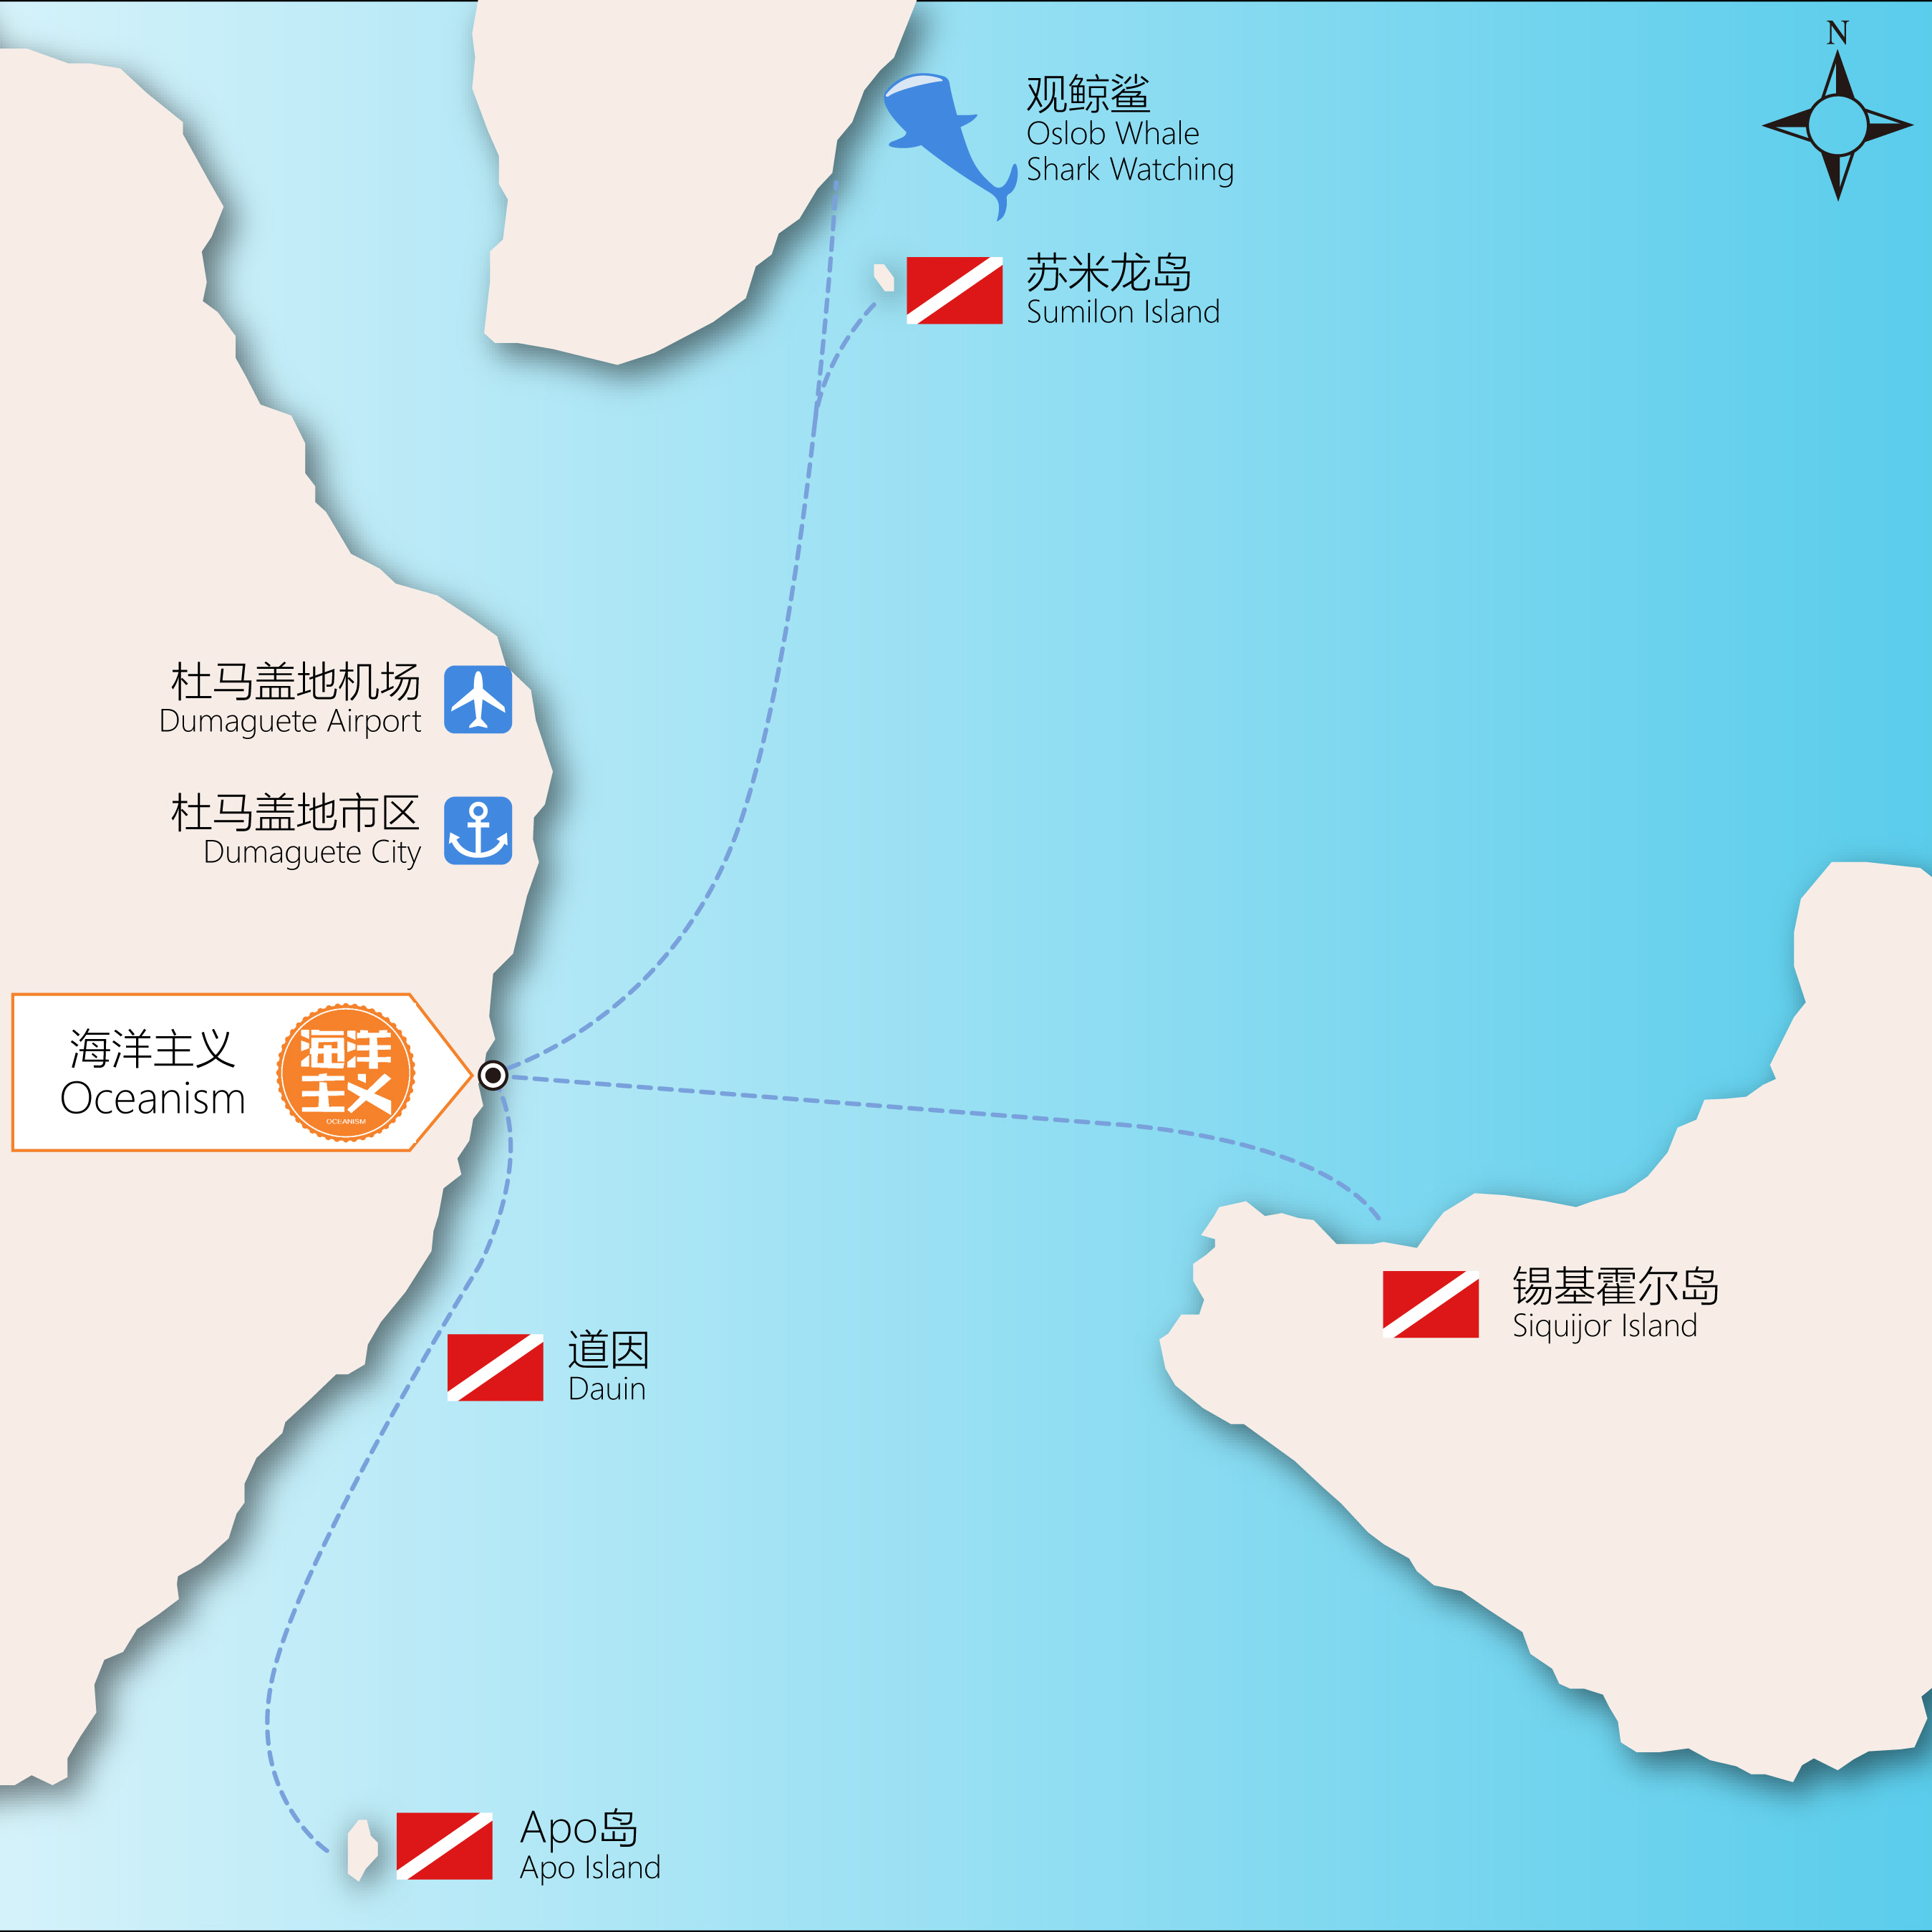 N
观鲸鲨
Oslob Whale
Shark Watching
苏米龙岛
Sumilon Island
杜马盖地机场
Dumaguete Airport
杜马盖地市区
Dumaguete City
海洋主义
Oceanism
海洋
主义
OCEANISM
锡基霍尔岛
Siquijor Island
道因
Dauin
Apo岛
Apo Island